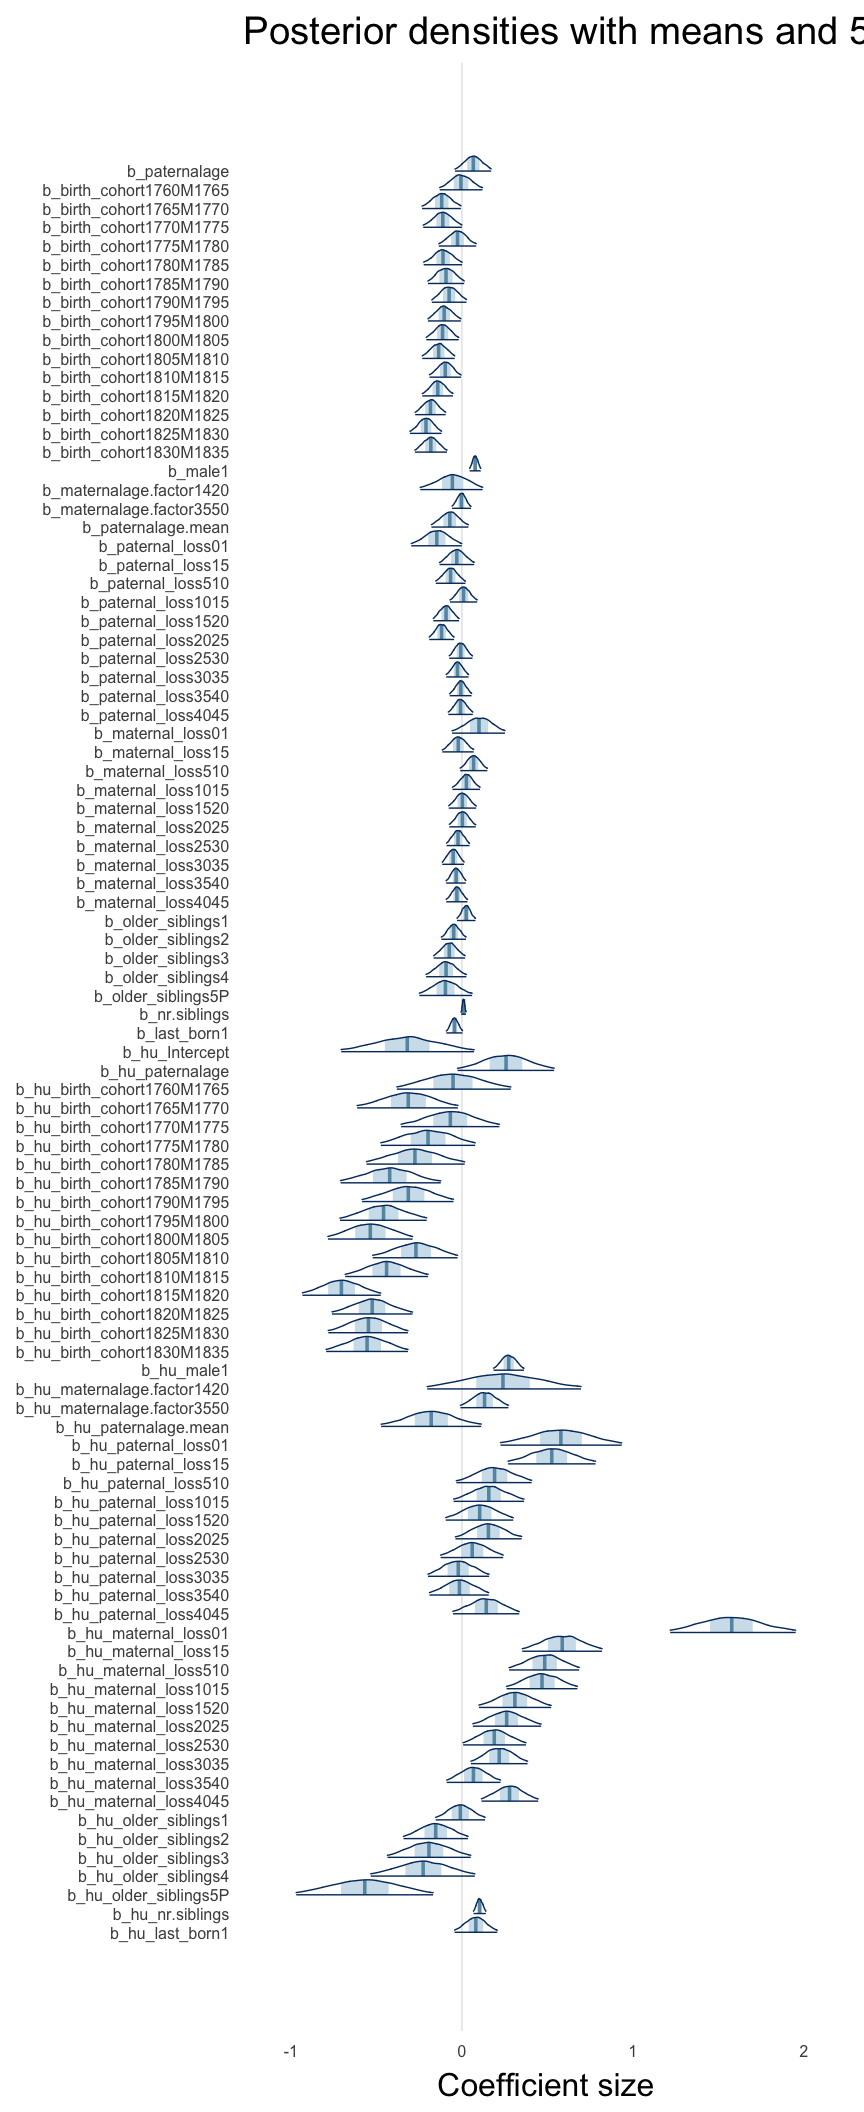 Posterior densities with means and 5
b_paternalage
b_birth_cohort1760M1765
b_birth_cohort1765M1770
b_birth_cohort1770M1775
b_birth_cohort1775M1780
b_birth_cohort1780M1785
b_birth_cohort1785M1790
b_birth_cohort1790M1795
b_birth_cohort1795M1800
b_birth_cohort1800M1805
b_birth_cohort1805M1810
b_birth_cohort1810M1815
b_birth_cohort1815M1820
b_birth_cohort1820M1825
b_birth_cohort1825M1830
b_birth_cohort1830M1835
b_male1
b_maternalage.factor1420
b_maternalage.factor3550
b_paternalage.mean
b_paternal_loss01
b_paternal_loss15
b_paternal_loss510
b_paternal_loss1015
b_paternal_loss1520
b_paternal_loss2025
b_paternal_loss2530
b_paternal_loss3035
b_paternal_loss3540
b_paternal_loss4045
b_maternal_loss01
b_maternal_loss15
b_maternal_loss510
b_maternal_loss1015
b_maternal_loss1520
b_maternal_loss2025
b_maternal_loss2530
b_maternal_loss3035
b_maternal_loss3540
b_maternal_loss4045
b_older_siblings1
b_older_siblings2
b_older_siblings3
b_older_siblings4
b_older_siblings5P
b_nr.siblings
b_last_born1
b_hu_Intercept
b_hu_paternalage
b_hu_birth_cohort1760M1765
b_hu_birth_cohort1765M1770
b_hu_birth_cohort1770M1775
b_hu_birth_cohort1775M1780
b_hu_birth_cohort1780M1785
b_hu_birth_cohort1785M1790
b_hu_birth_cohort1790M1795
b_hu_birth_cohort1795M1800
b_hu_birth_cohort1800M1805
b_hu_birth_cohort1805M1810
b_hu_birth_cohort1810M1815
b_hu_birth_cohort1815M1820
b_hu_birth_cohort1820M1825
b_hu_birth_cohort1825M1830
b_hu_birth_cohort1830M1835
b_hu_male1
b_hu_maternalage.factor1420
b_hu_maternalage.factor3550
b_hu_paternalage.mean
b_hu_paternal_loss01
b_hu_paternal_loss15
b_hu_paternal_loss510
b_hu_paternal_loss1015
b_hu_paternal_loss1520
b_hu_paternal_loss2025
b_hu_paternal_loss2530
b_hu_paternal_loss3035
b_hu_paternal_loss3540
b_hu_paternal_loss4045
b_hu_maternal_loss01
b_hu_maternal_loss15
b_hu_maternal_loss510
b_hu_maternal_loss1015
b_hu_maternal_loss1520
b_hu_maternal_loss2025
b_hu_maternal_loss2530
b_hu_maternal_loss3035
b_hu_maternal_loss3540
b_hu_maternal_loss4045
b_hu_older_siblings1
b_hu_older_siblings2
b_hu_older_siblings3
b_hu_older_siblings4
b_hu_older_siblings5P
b_hu_nr.siblings
b_hu_last_born1
-1 0 1 2
Coefficient size